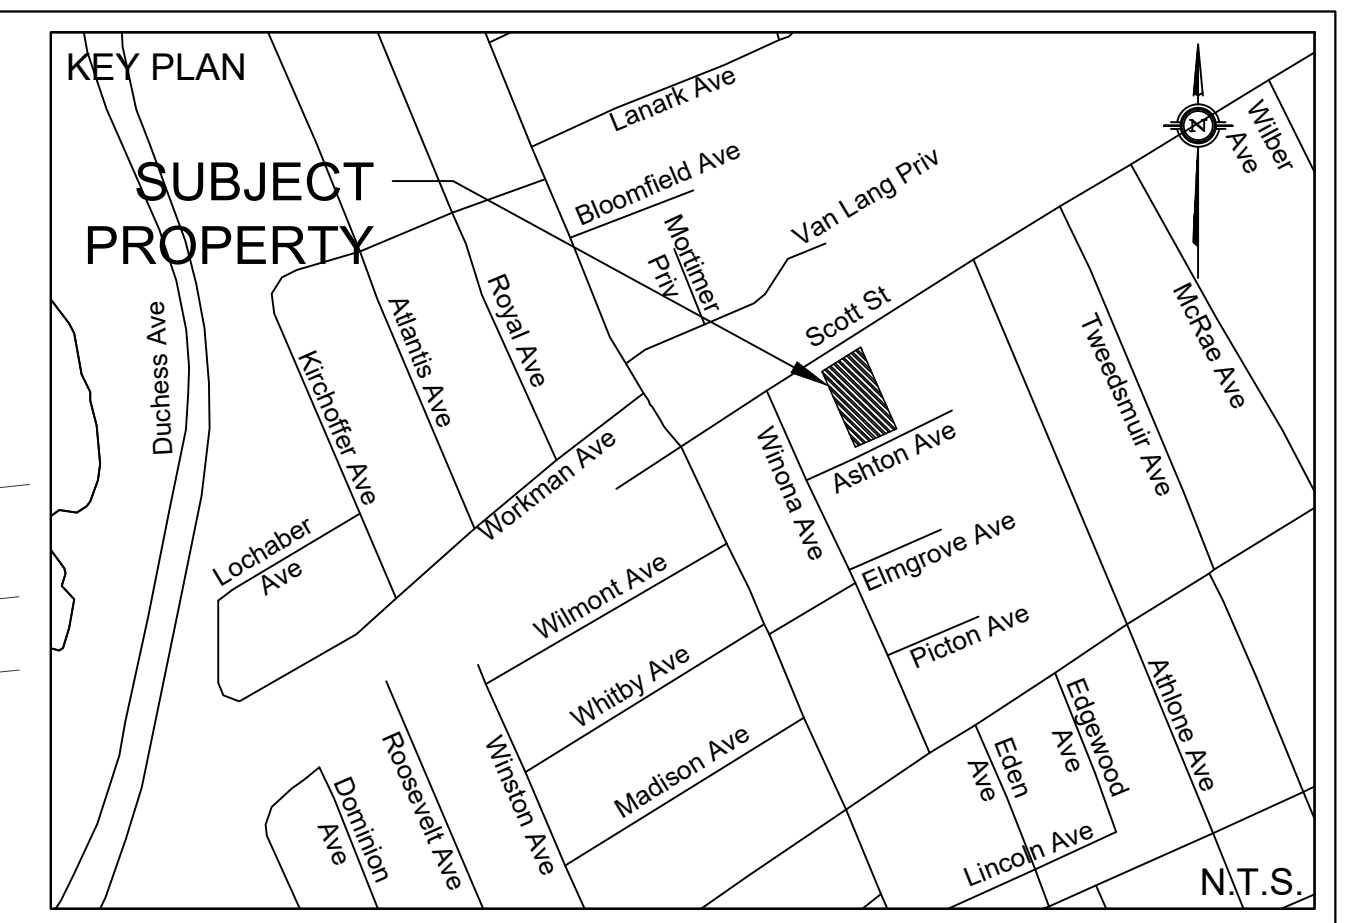 KEY PLAN
SUBJECT
PROPERTY
Lanark Ave
Bloomfield Ave
Mortimer
Priv
Van Lang Priv
Scott St
N
Wilber
Ave
McRae Ave
Tweedsmuir Ave
Duchess Ave
Kirchoffer Ave
Atlantis Ave
Royal Ave
Workman Ave
Winona Ave
Ashton Ave
Elmgrove Ave
Picton Ave
Lochaber
Ave
Wilmont Ave
Whitby Ave
Madison Ave
Dominion
Ave
Roosevelt Ave
Winston Ave
Eden
Ave
Edgewood
Ave
Athlone Ave
Lincoln Ave
N.T.S.